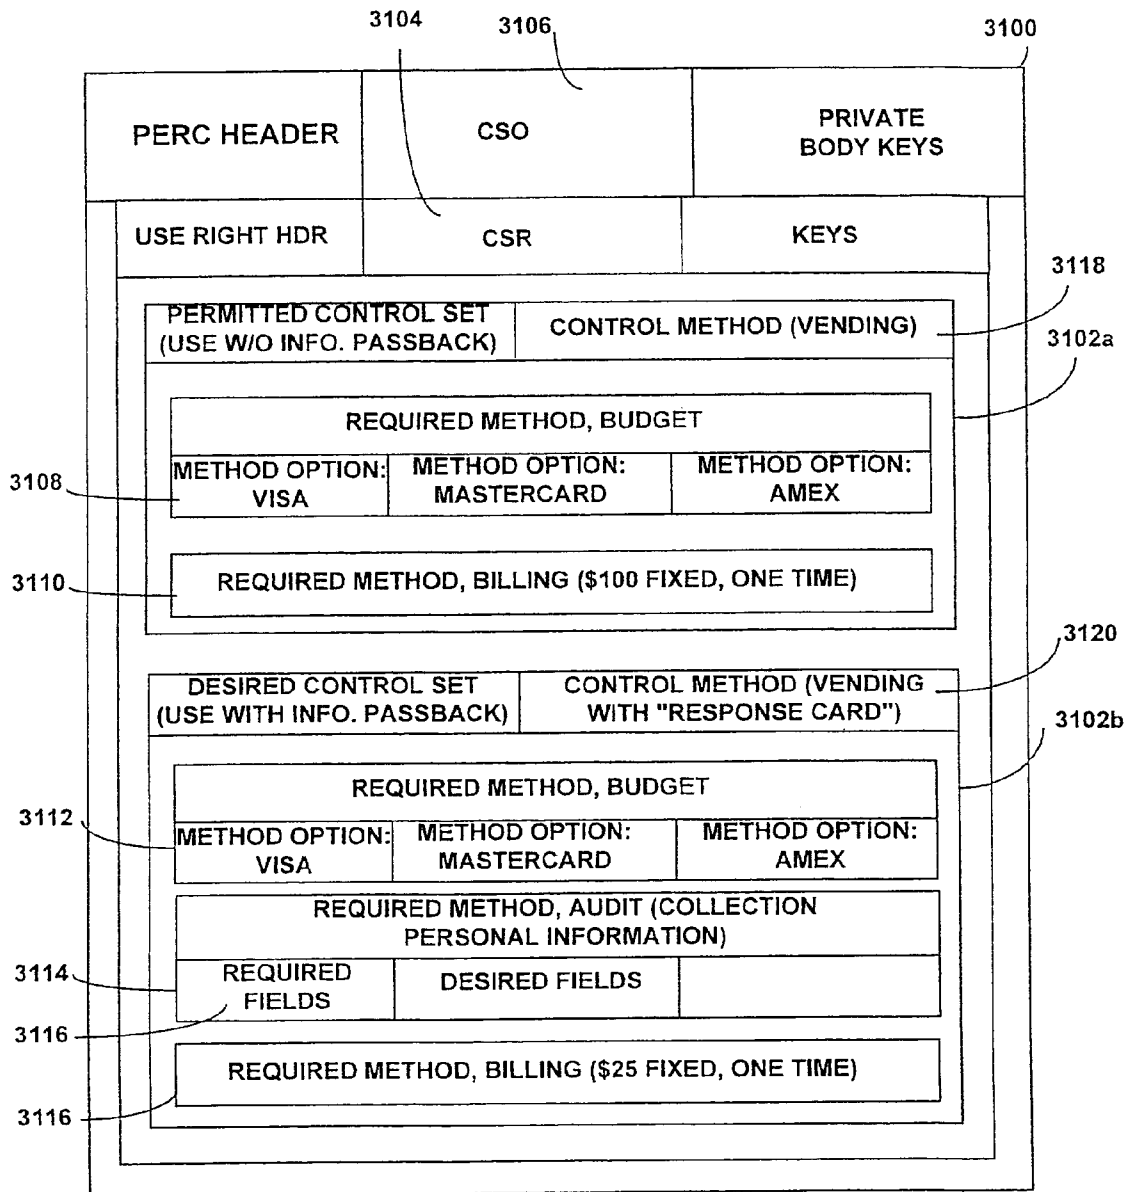 3104
3106
3100
PERC HEADER
CSO
PRIVATE
BODY KEYS
USE RIGHT HDR
CSR
KEYS
3118
PERMITTED CONTROL SET
(USE W/O INFO. PASSBACK)
CONTROL METHOD (VENDING)
3102a
REQUIRED METHOD, BUDGET
3108
METHOD OPTION:
VISA
METHOD OPTION:
MASTERCARD
METHOD OPTION:
AMEX
3110
REQUIRED METHOD, BILLING ($100 FIXED, ONE TIME)
3120
DESIRED CONTROL SET
(USE WITH INFO. PASSBACK)
CONTROL METHOD (VENDING
WITH "RESPONSE CARD")
3102b
REQUIRED METHOD, BUDGET
3112
METHOD OPTION:
VISA
METHOD OPTION:
MASTERCARD
METHOD OPTION:
AMEX
REQUIRED METHOD, AUDIT (COLLECTION
PERSONAL INFORMATION)
3114
REQUIRED
FIELDS
DESIRED FIELDS
3116
REQUIRED METHOD, BILLING ($25 FIXED, ONE TIME)
3116